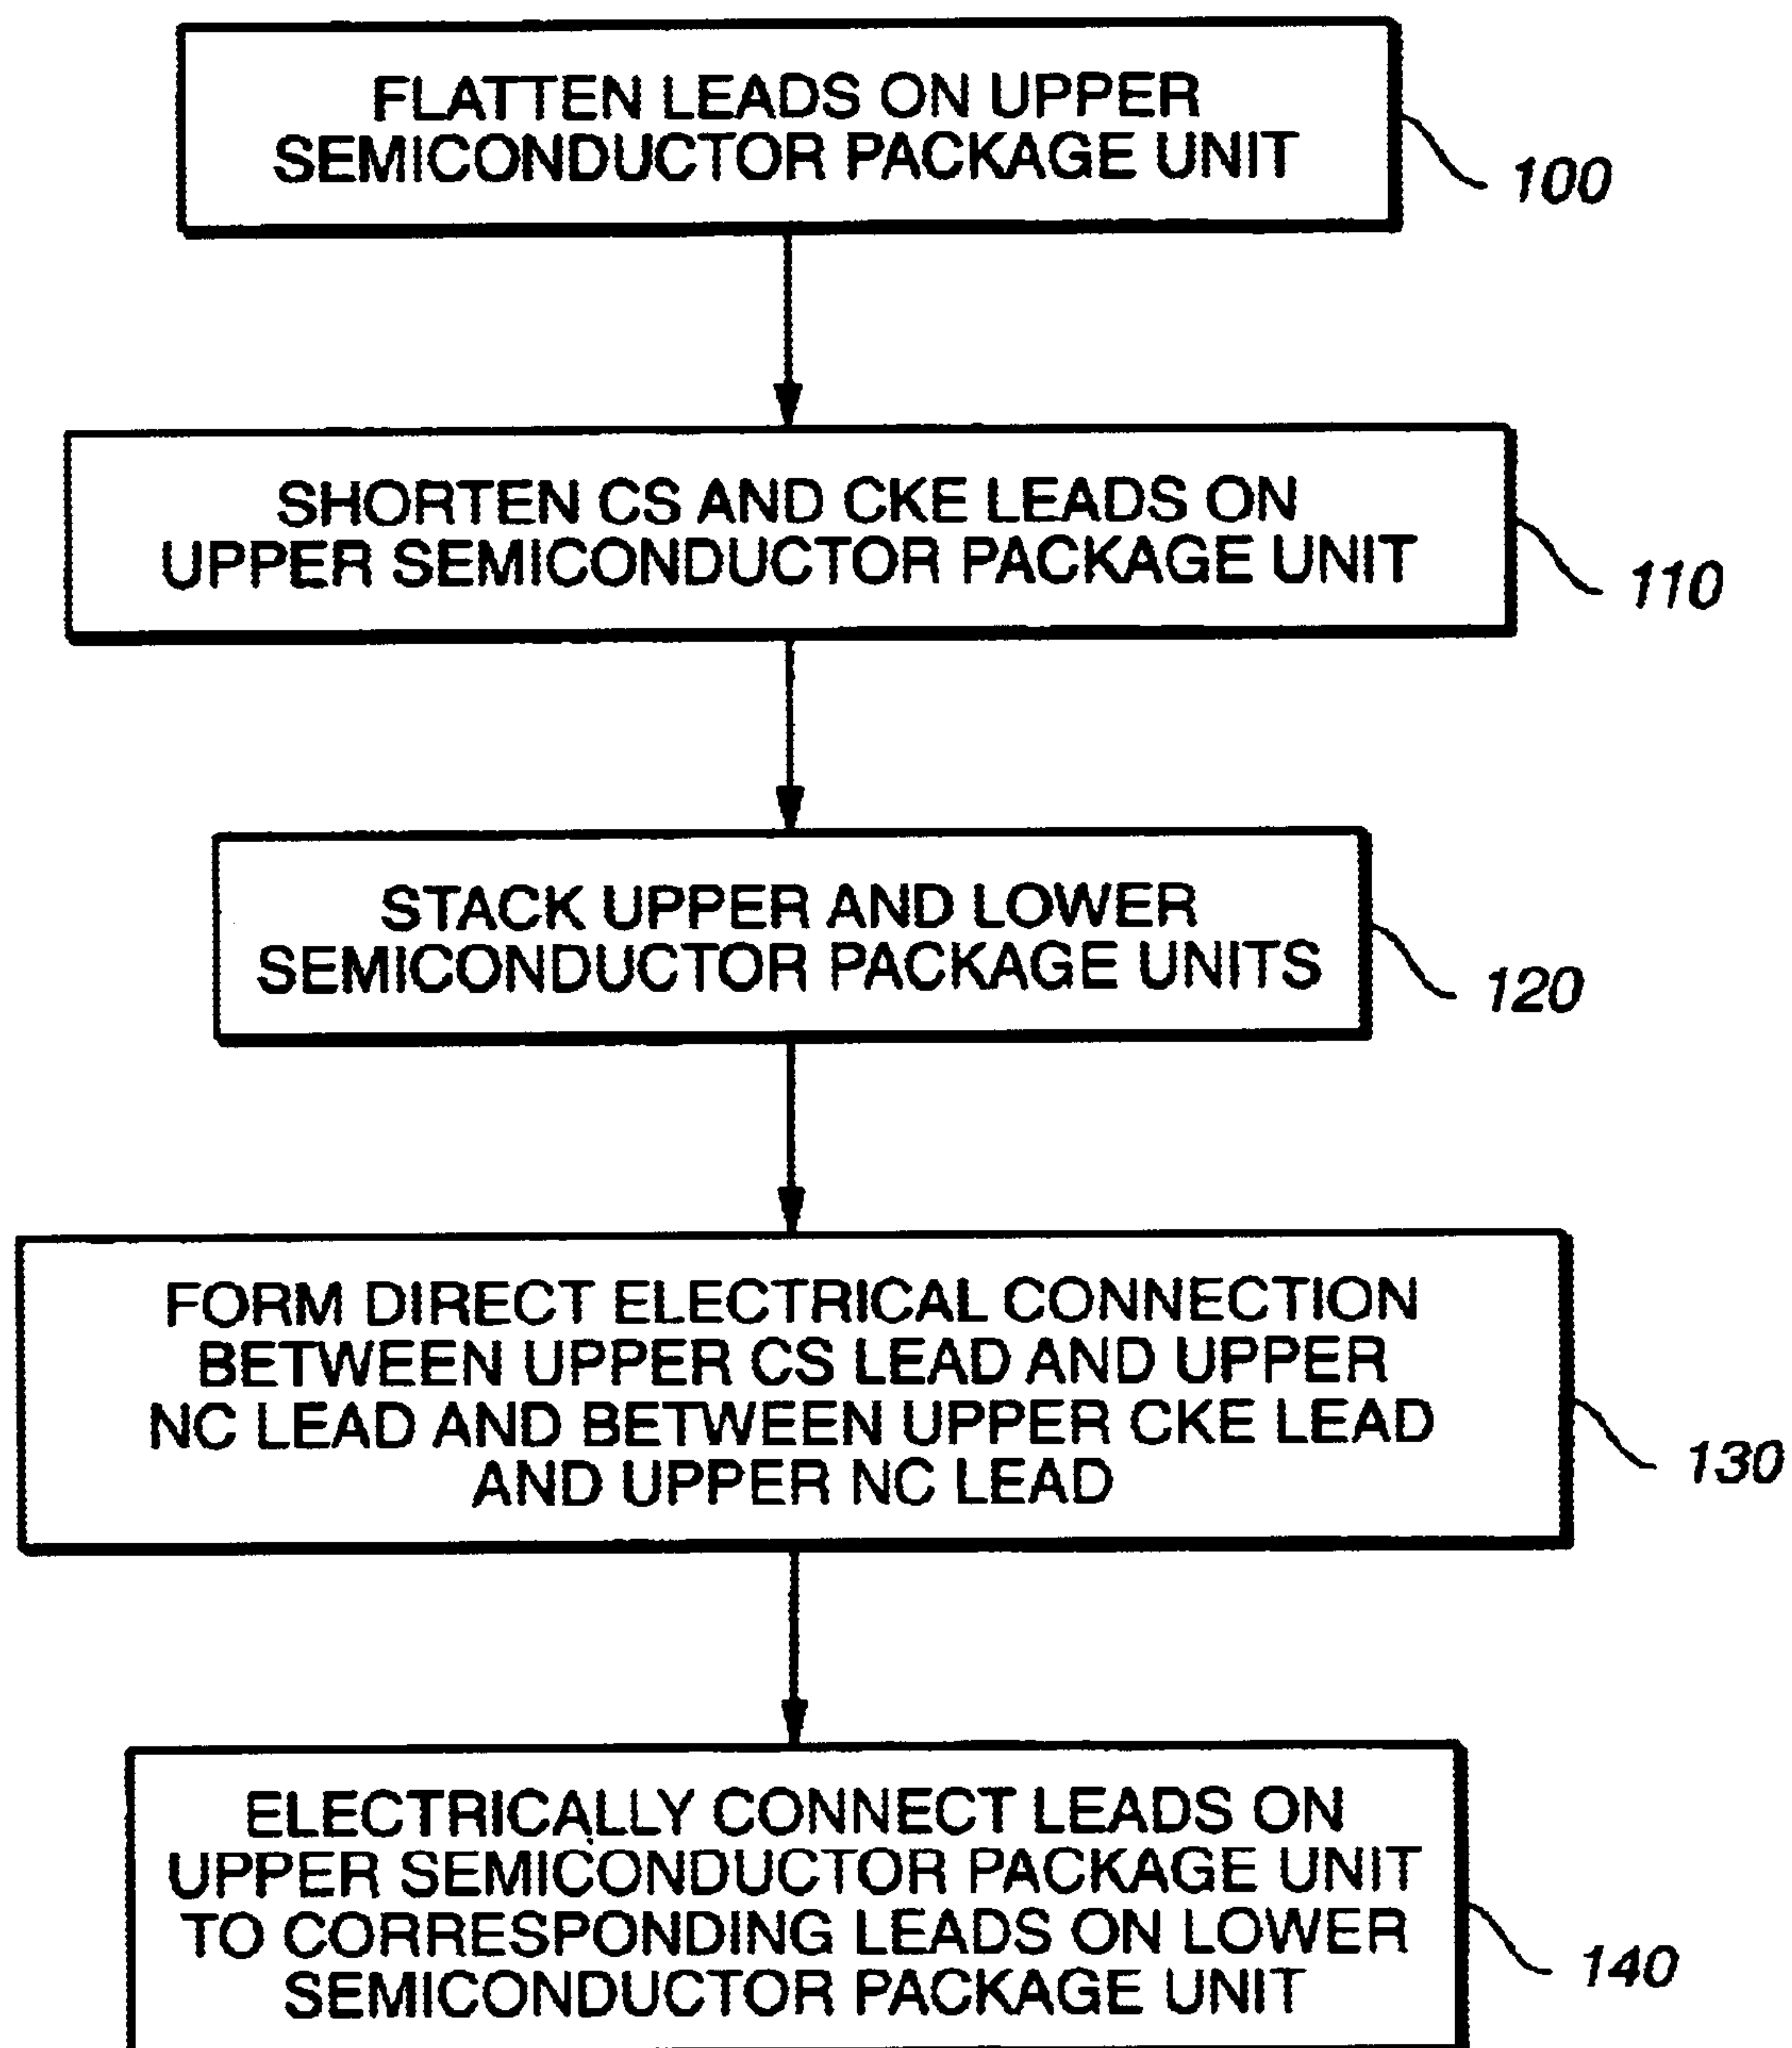 FLATTEN LEADS ON UPPER
SEMICONDUCTOR PACKAGE UNIT
100
SHORTEN CS AND CKE LEADS ON
UPPER SEMICONDUCTOR PACKAGE UNIT
110
STACK UPPER AND LOWER
SEMICONDUCTOR PACKAGE UNITS
120
FORM DIRECT ELECTRICAL CONNECTION
BETWEEN UPPER CS LEAD AND UPPER
NC LEAD AND BETWEEN UPPER CKE LEAD
AND UPPER NC LEAD
130
ELECTRICALLY CONNECT LEADS ON
UPPER SEMICONDUCTOR PACKAGE UNIT
TO CORRESPONDING LEADS ON LOWER
SEMICONDUCTOR PACKAGE UNIT
140